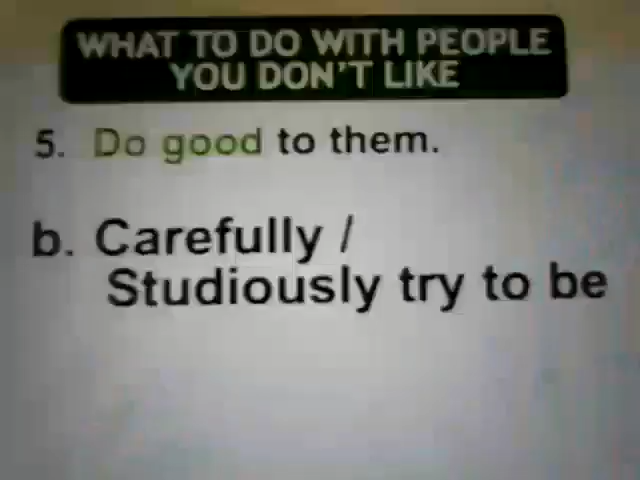 WHAT TO DO WITH PEOPLE
YOU DON'T LIKE
5. Do good to them.
b. Carefully /
Studiously try to be